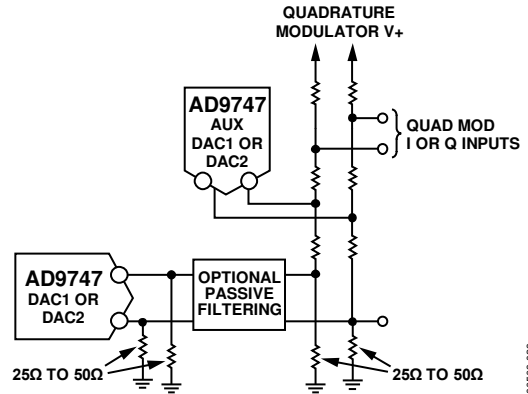 QUADRATURE
MODULATOR V+
AD9747
AUX
DAC1 OR
DAC2
QUAD MOD
I OR Q INPUTS
AD9747
DAC1 OR
DAC2
OPTIONAL
PASSIVE
FILTERING
25Ω TO 50Ω
25Ω TO 50Ω